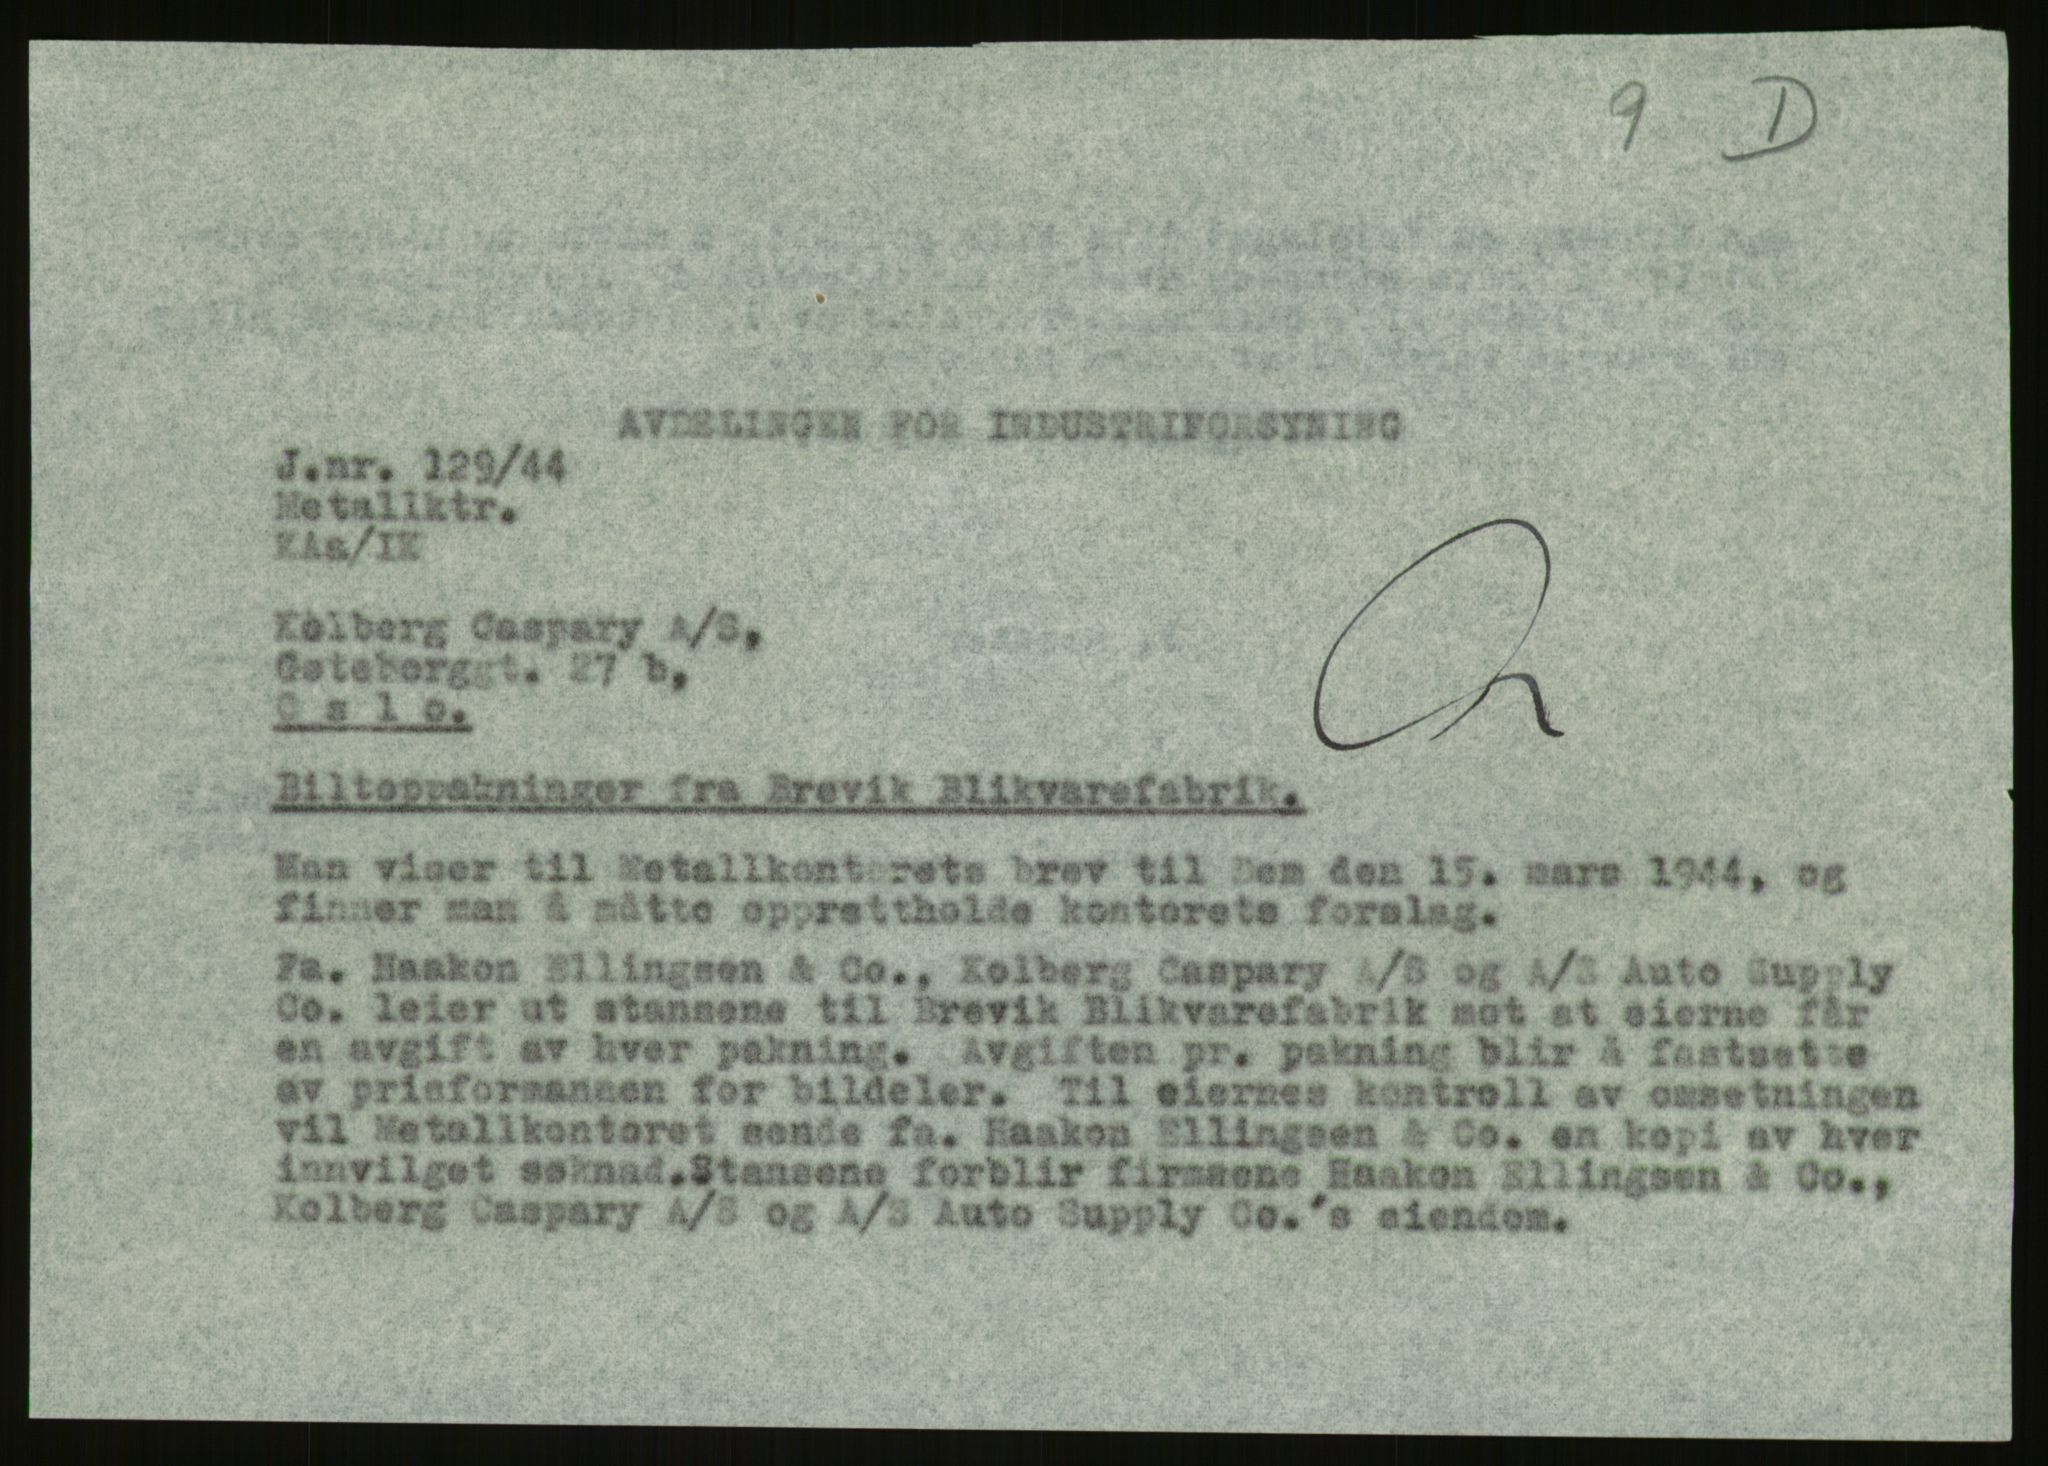 9 D
AVDELINGEN FOR INDUSTRIFORSYNING
J.nr. 129/44
Metallktr.
KAs/IK
Kolberg Caspary A/S,
Gøteborggt. 27 b,
O s l o.
Biltoppakninger fra Brevik Blikvarefabrik.
Man viser til Metallkontorets brev til Dem den 15. mars 1944, og
finner man å måtte opprettholde kontorets forslag.
Fa. Haakon Ellingsen & Co., Kolberg Caspary A/S og A/S Auto Supply
Co. leier ut stansene til Brevik Blikvarefabrik mot at eierne får
en avgift av hver pakning. Avgiften pr. pakning blir å fastsette
av prisformannen for bildeler. Til eiernes kontroll av omsetningen
vil Metallkontoret sende fa. Haakon Ellingsen & Co. en kopi av hver
innvilget søknad.Stansene forblir firmaene Haakon Ellingsen & Co.,
Kolberg Caspary A/S og A/S Auto Supply Co.'s eiendom.